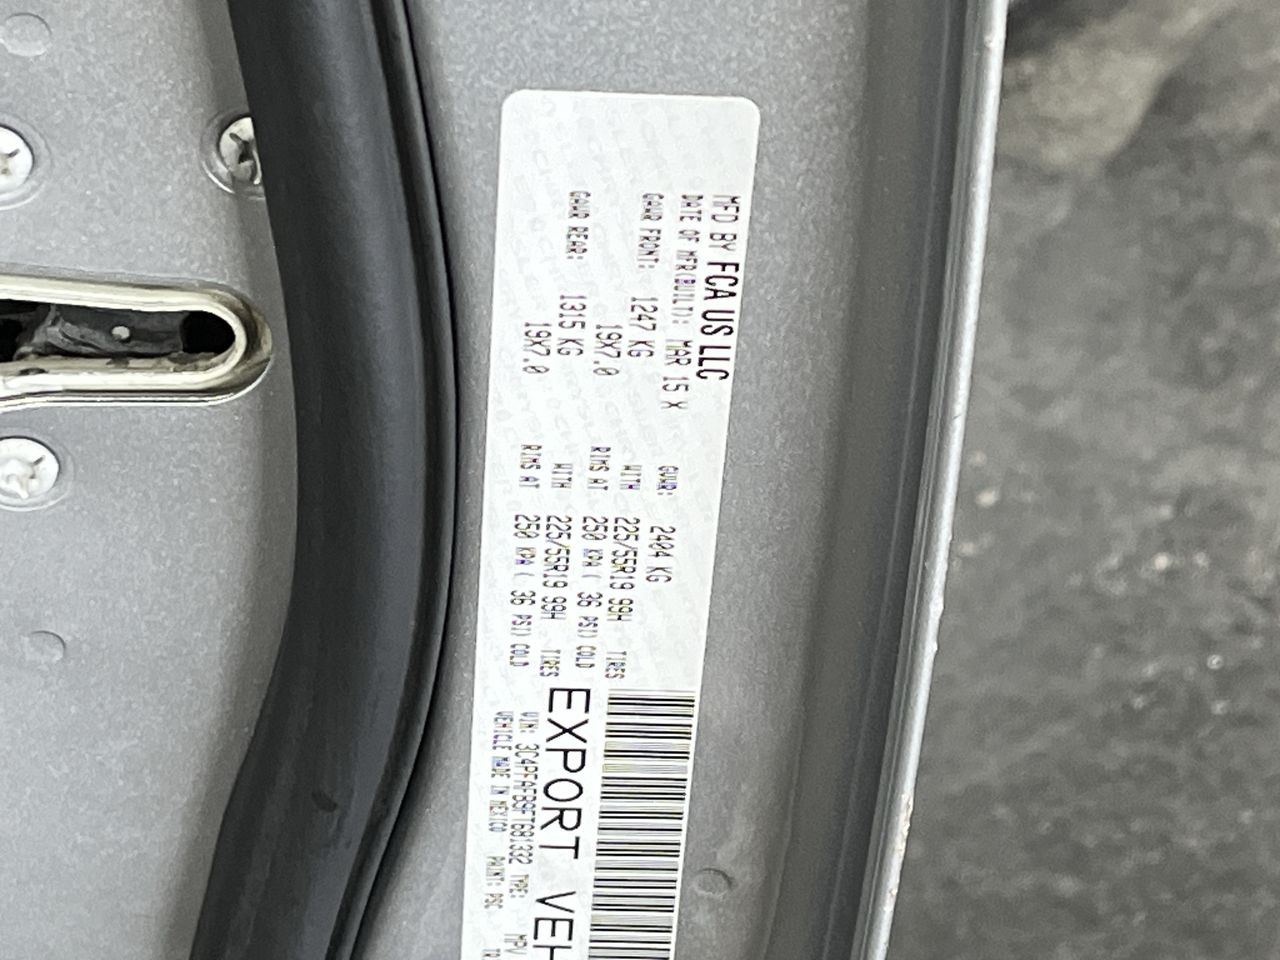 MFD BY FCA US LLC
DATE OF MFR(BUILT): MAR 15 X GVWR: 2404 KG
GAWR FRONT: 1247 KG WITH 225/55R19 99H TIRES
19X7.0 RIMS AT 250 KPA ( 36 PSI) COLD
GAWR REAR: 1315 KG WITH 225/55R19 99H TIRES
19X7.0 RIMS AT 250 KPA ( 36 PSI) COLD
EXPORT VEH
VIN: 3C4PFAFB9FT681332 TYPE: MPV
VEHICLE MADE IN MEXICO PAINT: PSC TR